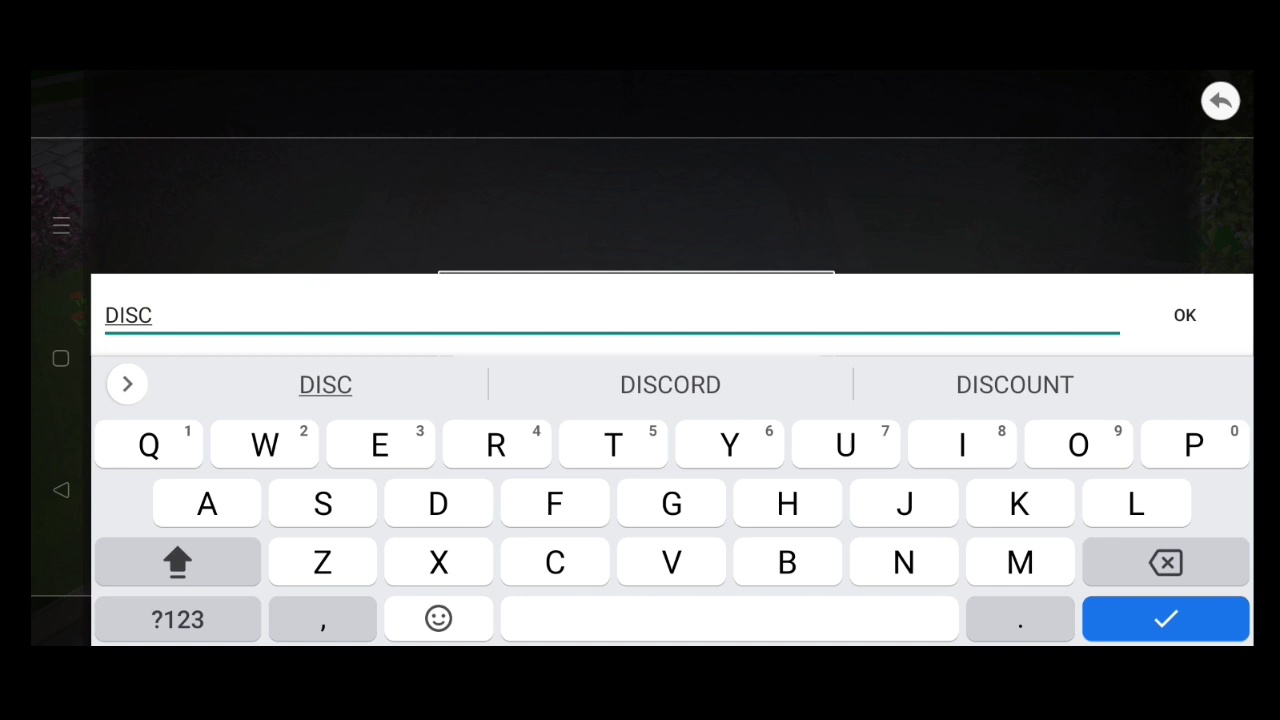 DISC
OK
DISC DISCORD DISCOUNT
Q 1 W 2 E 3 R 4 T 5 Y 6 U 7 I 8 O 9 P 0
A S D F G H J K L
Z X C V B N M
?123 , .